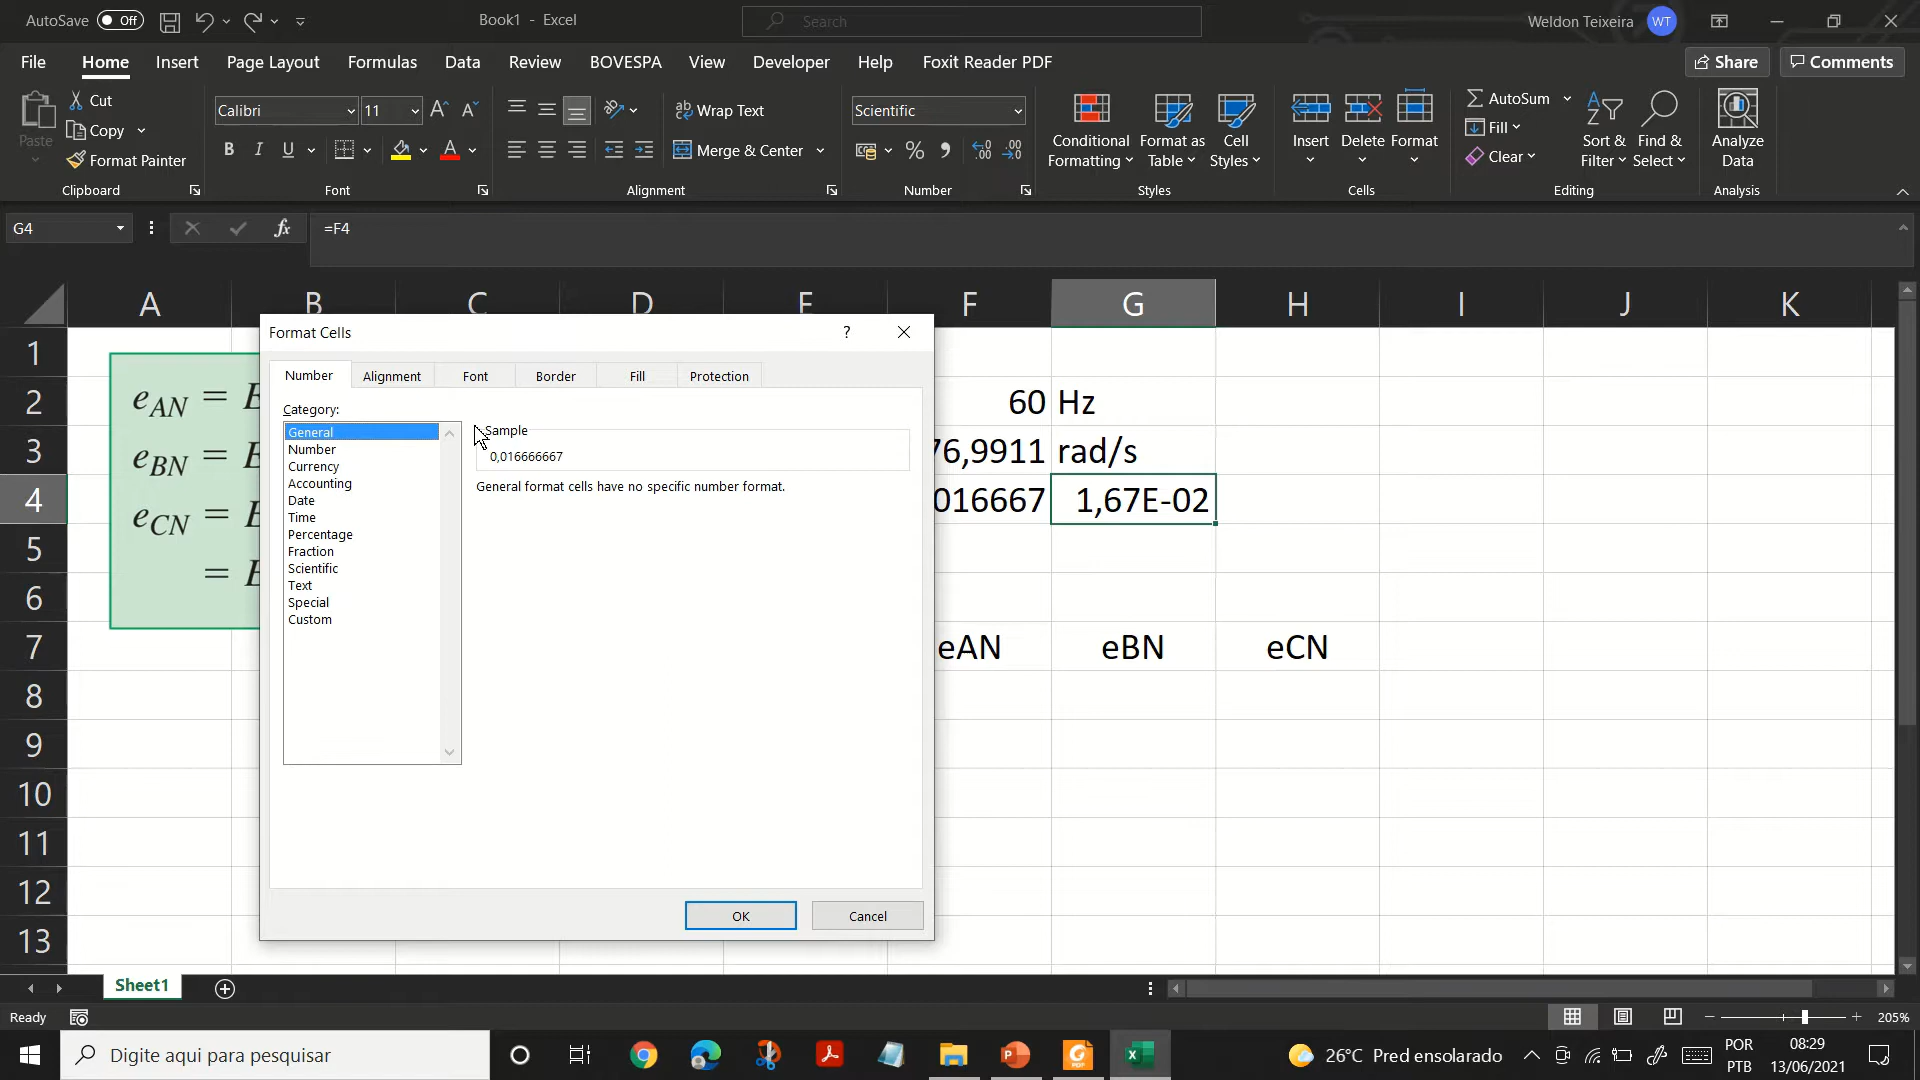 AutoSave Off
Book1 - Excel
Search
Weldon Teixeira WT
File Home Insert Page Layout Formulas Data Review BOVESPA View Developer Help Foxit Reader PDF
Share Comments
Paste
Cut
Copy
Format Painter
Clipboard
Calibri 11
B I U
Font
Wrap Text
Merge & Center
Alignment
Scientific
%
Number
Conditional Formatting
Format as Table
Cell Styles
Styles
Insert Delete Format
Cells
AutoSum
Fill
Clear
Sort & Filter
Find & Select
Editing
Analyze Data
Analysis
G4 fx =F4
A B C D E F G H I J K
1
2 60 Hz
3 76,9911 rad/s
4 016667 1,67E-02
5
6
7 eAN eBN eCN
8
9
10
11
12
13
eAN = E
eBN = E
eCN = E
= E
Format Cells ?
Number Alignment Font Border Fill Protection
Category:
General
Number
Currency
Accounting
Date
Time
Percentage
Fraction
Scientific
Text
Special
Custom
Sample
0,016666667
General format cells have no specific number format.
OK Cancel
Sheet1
Ready
205%
Digite aqui para pesquisar
26°C Pred ensolarado
POR
PTB
08:29
13/06/2021